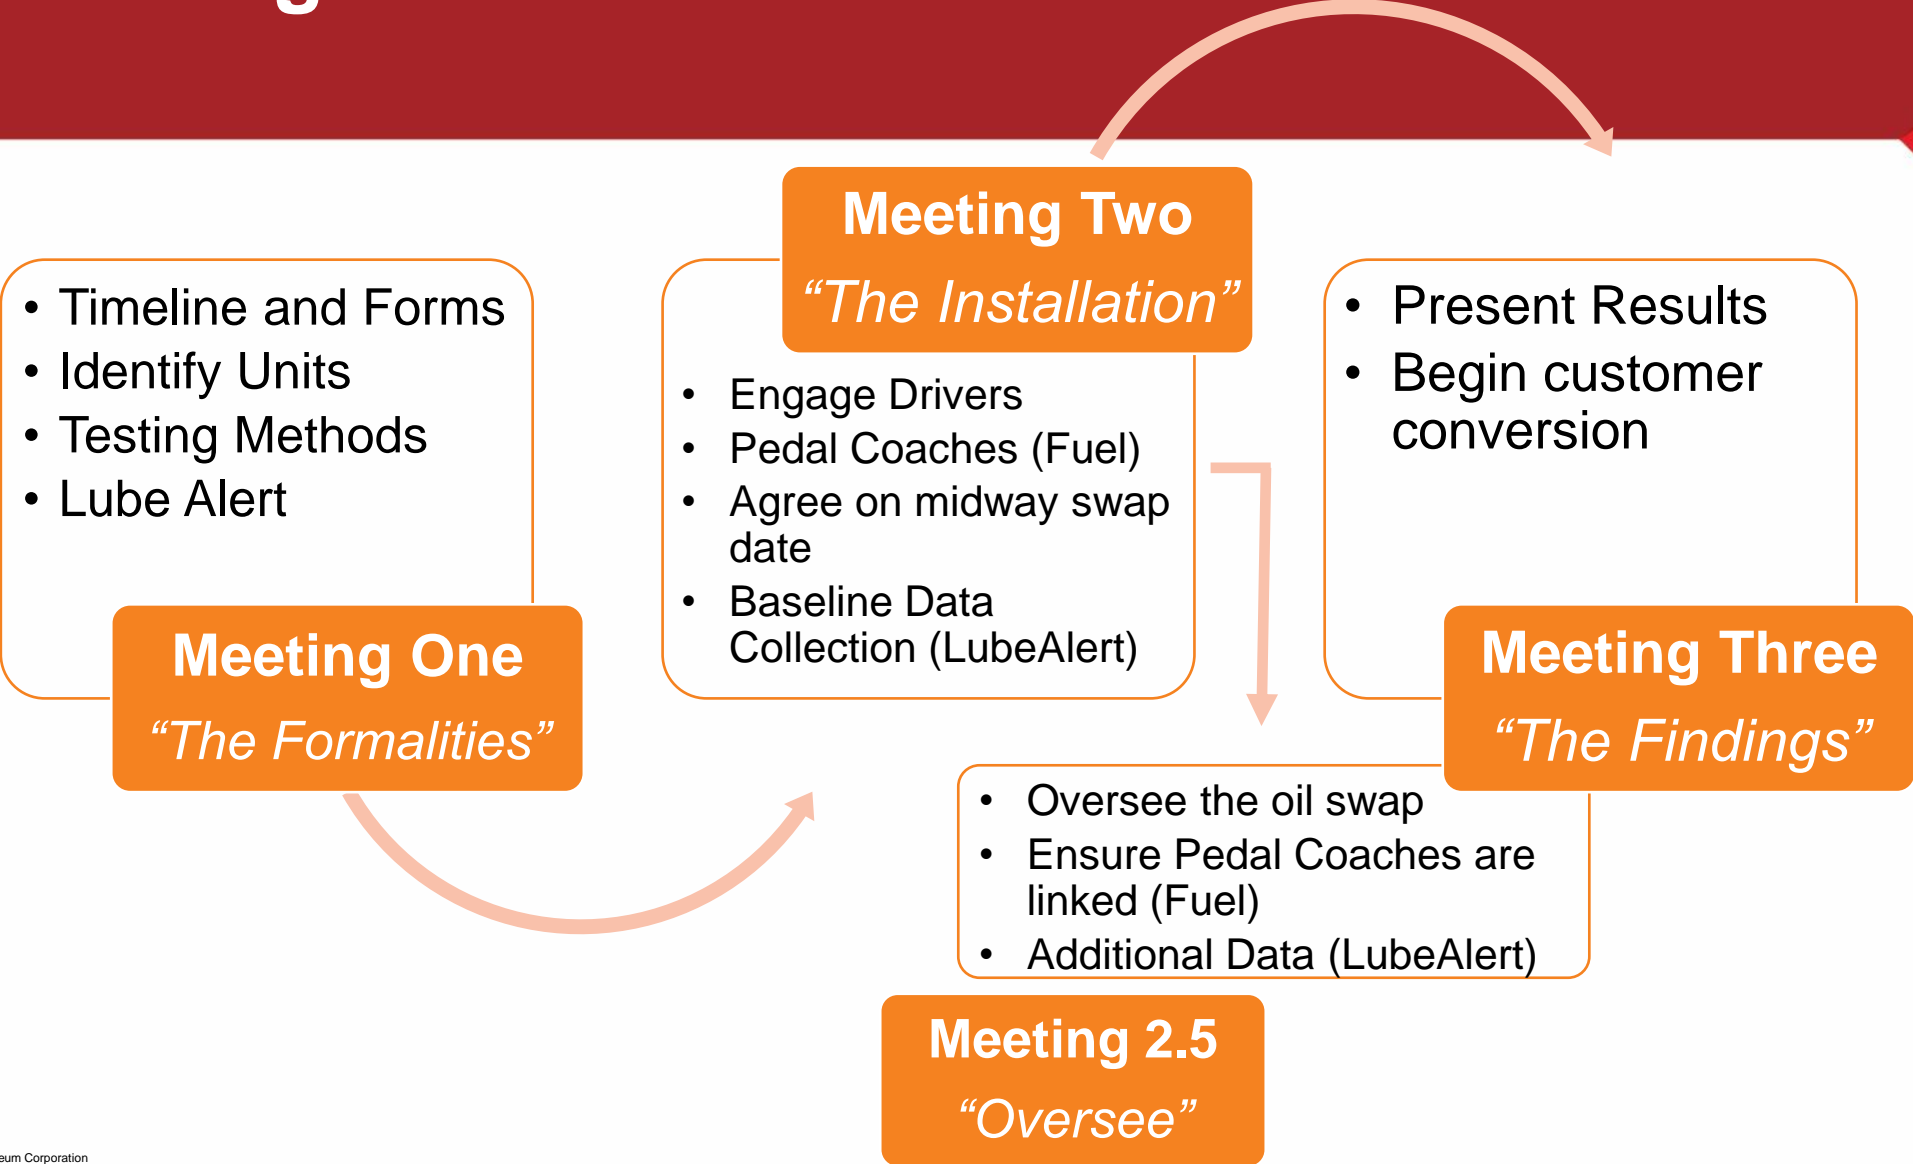 • Timeline and Forms
• Identify Units
• Testing Methods
• Lube Alert
Meeting One
“The Formalities”
Meeting Two
“The Installation”
• Engage Drivers
• Pedal Coaches (Fuel)
• Agree on midway swap
date
• Baseline Data
Collection (LubeAlert)
• Oversee the oil swap
• Ensure Pedal Coaches are
linked (Fuel)
• Additional Data (LubeAlert)
Meeting 2.5
“Oversee”
• Present Results
• Begin customer
conversion
Meeting Three
“The Findings”
Corporation